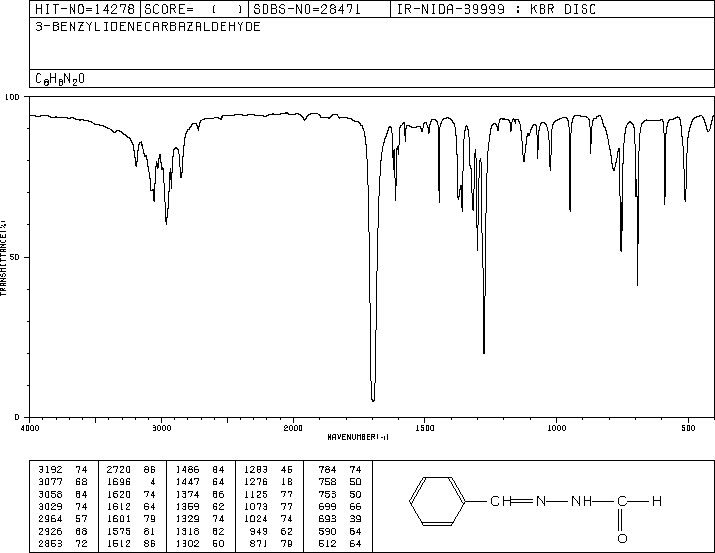 HIT-NO=14278 SCORE= ( ) SDBS-NO=28471 IR-NIDA-39999 : KBR DISC
3-BENZYLIDENECARBAZALDEHYDE
C₈H₈N₂O
100
50
0
TRANSMITTANCE(%)
4000 3000 2000 1500 1000 500
WAVENUMBER(-1)
3192 74 2720 86 1486 84 1283 46 784 74
3077 68 1696 4 1447 64 1276 18 758 50
3058 64 1620 74 1374 66 1125 77 753 50
3029 74 1612 64 1359 62 1073 77 699 66
2964 57 1601 79 1329 74 1024 74 693 39
2926 68 1575 81 1318 62 949 62 590 64
2853 72 1512 86 1302 50 871 79 512 64
CH N NH C H
O